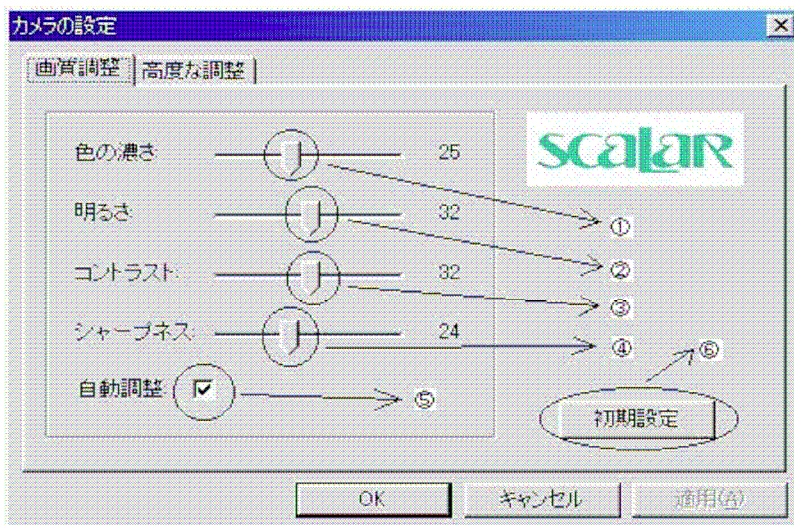 カメラの設定
画質調整 高度な調整
SCALAR
色の濃さ: 25
明るさ: 32
コントラスト: 32
シャープネス: 24
自動調整:
①
②
③
④
⑤
⑥
初期設定
OK キャンセル 適用(A)